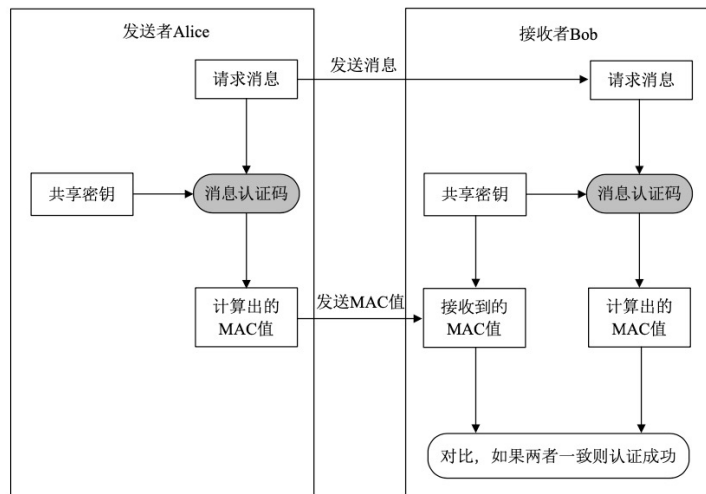 发送者Alice
接收者Bob
发送消息
请求消息
请求消息
共享密钥
消息认证码
共享密钥
消息认证码
计算出的
MAC值
发送MAC值
接收到的
MAC值
计算出的
MAC值
对比，如果两者一致则认证成功